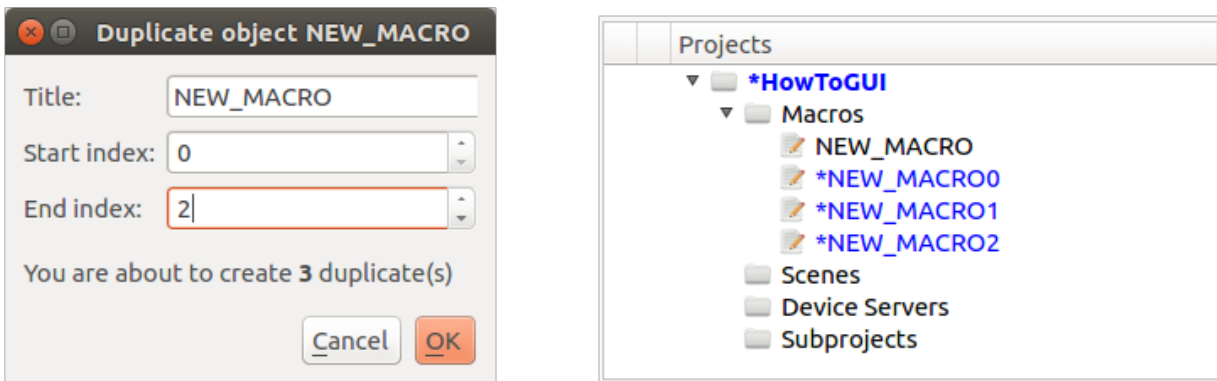 Duplicate object NEW_MACRO
Title: NEW_MACRO
Start index: 0
End index: 2
You are about to create 3 duplicate(s)
Cancel OK
Projects
*HowToGUI
Macros
NEW_MACRO
*NEW_MACRO0
*NEW_MACRO1
*NEW_MACRO2
Scenes
Device Servers
Subprojects